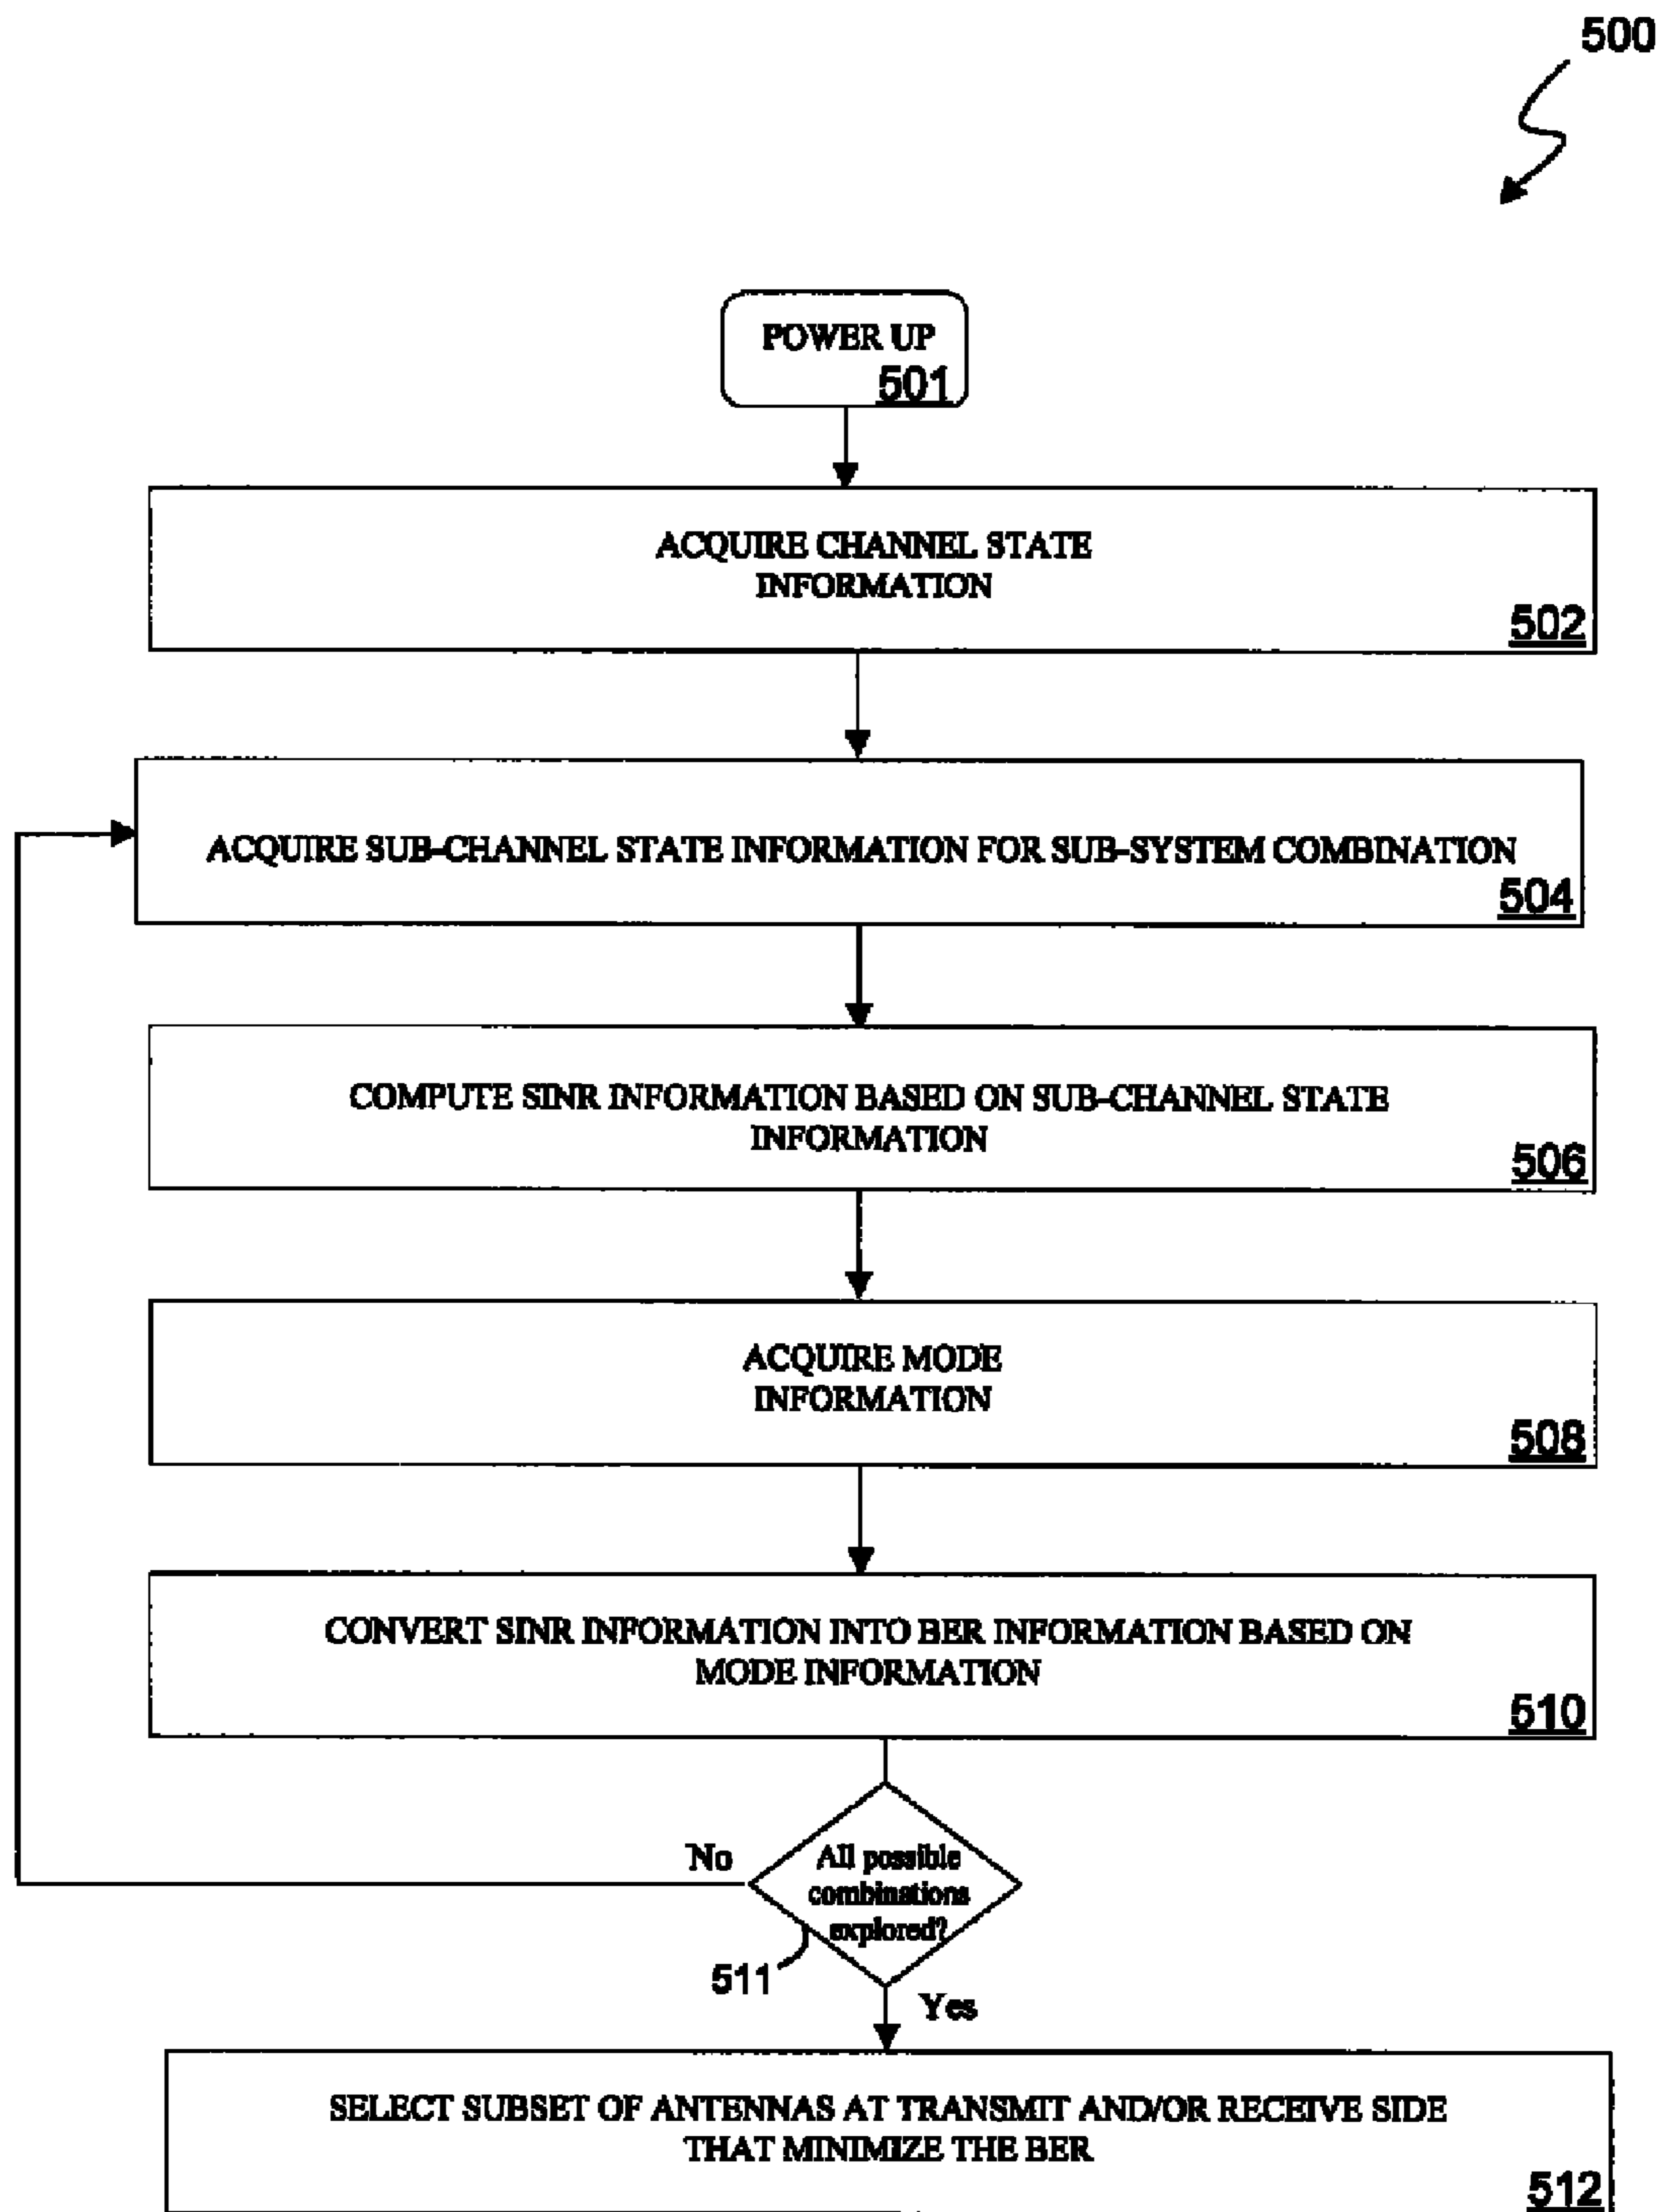 500
POWER UP
501
ACQUIRE CHANNEL STATE
INFORMATION
502
ACQUIRE SUB-CHANNEL STATE INFORMATION FOR SUB-SYSTEM COMBINATION
504
COMPUTE SINR INFORMATION BASED ON SUB-CHANNEL STATE
INFORMATION
506
ACQUIRE MODE
INFORMATION
508
CONVERT SINR INFORMATION INTO BER INFORMATION BASED ON
MODE INFORMATION
510
No
All possible
combinations
explored?
511
Yes
SELECT SUBSET OF ANTENNAS AT TRANSMIT AND/OR RECEIVE SIDE
THAT MINIMIZE THE BER
512